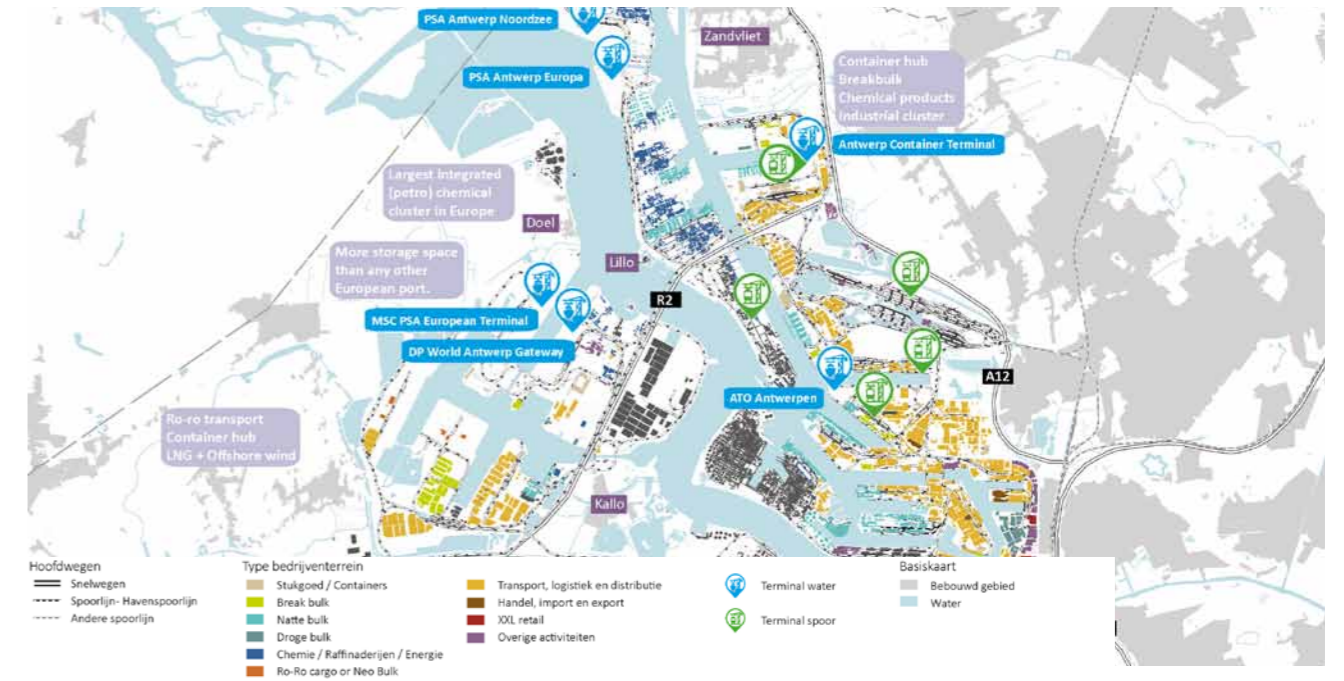 PSA Antwerp Noordzee
Zandvliet
PSA Antwerp Europa
Container hub
Breakbulk
Chemical products
Industrial cluster
Antwerp Container Terminal
Largest integrated
(petro) chemical
cluster in Europe
Doel
More storage space
than any other
European port.
Lillo
R2
MSC PSA European Terminal
DP World Antwerp Gateway
A12
ATO Antwerpen
Ro-ro transport
Container hub
LNG + Offshore wind
Kallo
Hoofdwegen
Snelwegen
Spoorlijn- Havenspoorlijn
Andere spoorlijn
Type bedrijventerrein
Stukgoed / Containers
Break bulk
Natte bulk
Droge bulk
Chemie / Raffinaderijen / Energie
Ro-Ro cargo or Neo Bulk
Transport, logistiek en distributie
Handel, import en export
XXL retail
Overige activiteiten
Terminal water
Terminal spoor
Basiskaart
Bebouwd gebied
Water